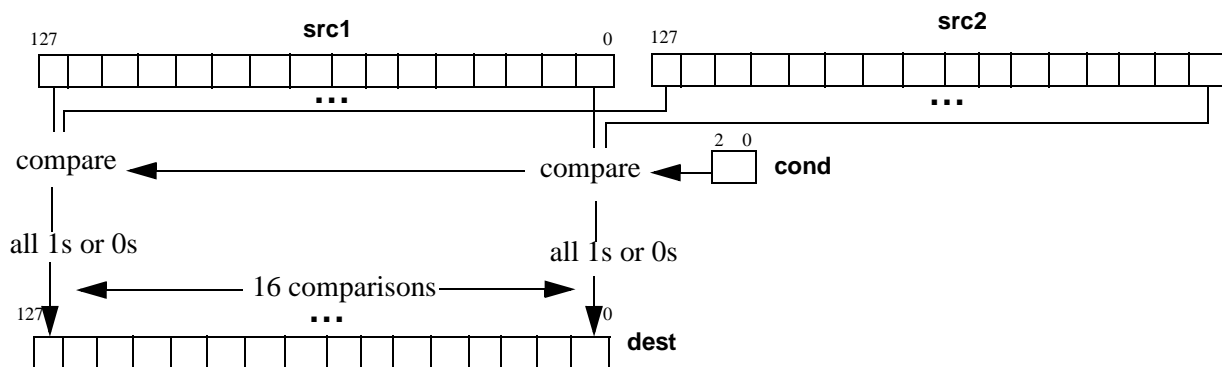 src1
src2
127
0
127
...
...
compare
compare
2 0
cond
all 1s or 0s
all 1s or 0s
16 comparisons
127
...
0
dest